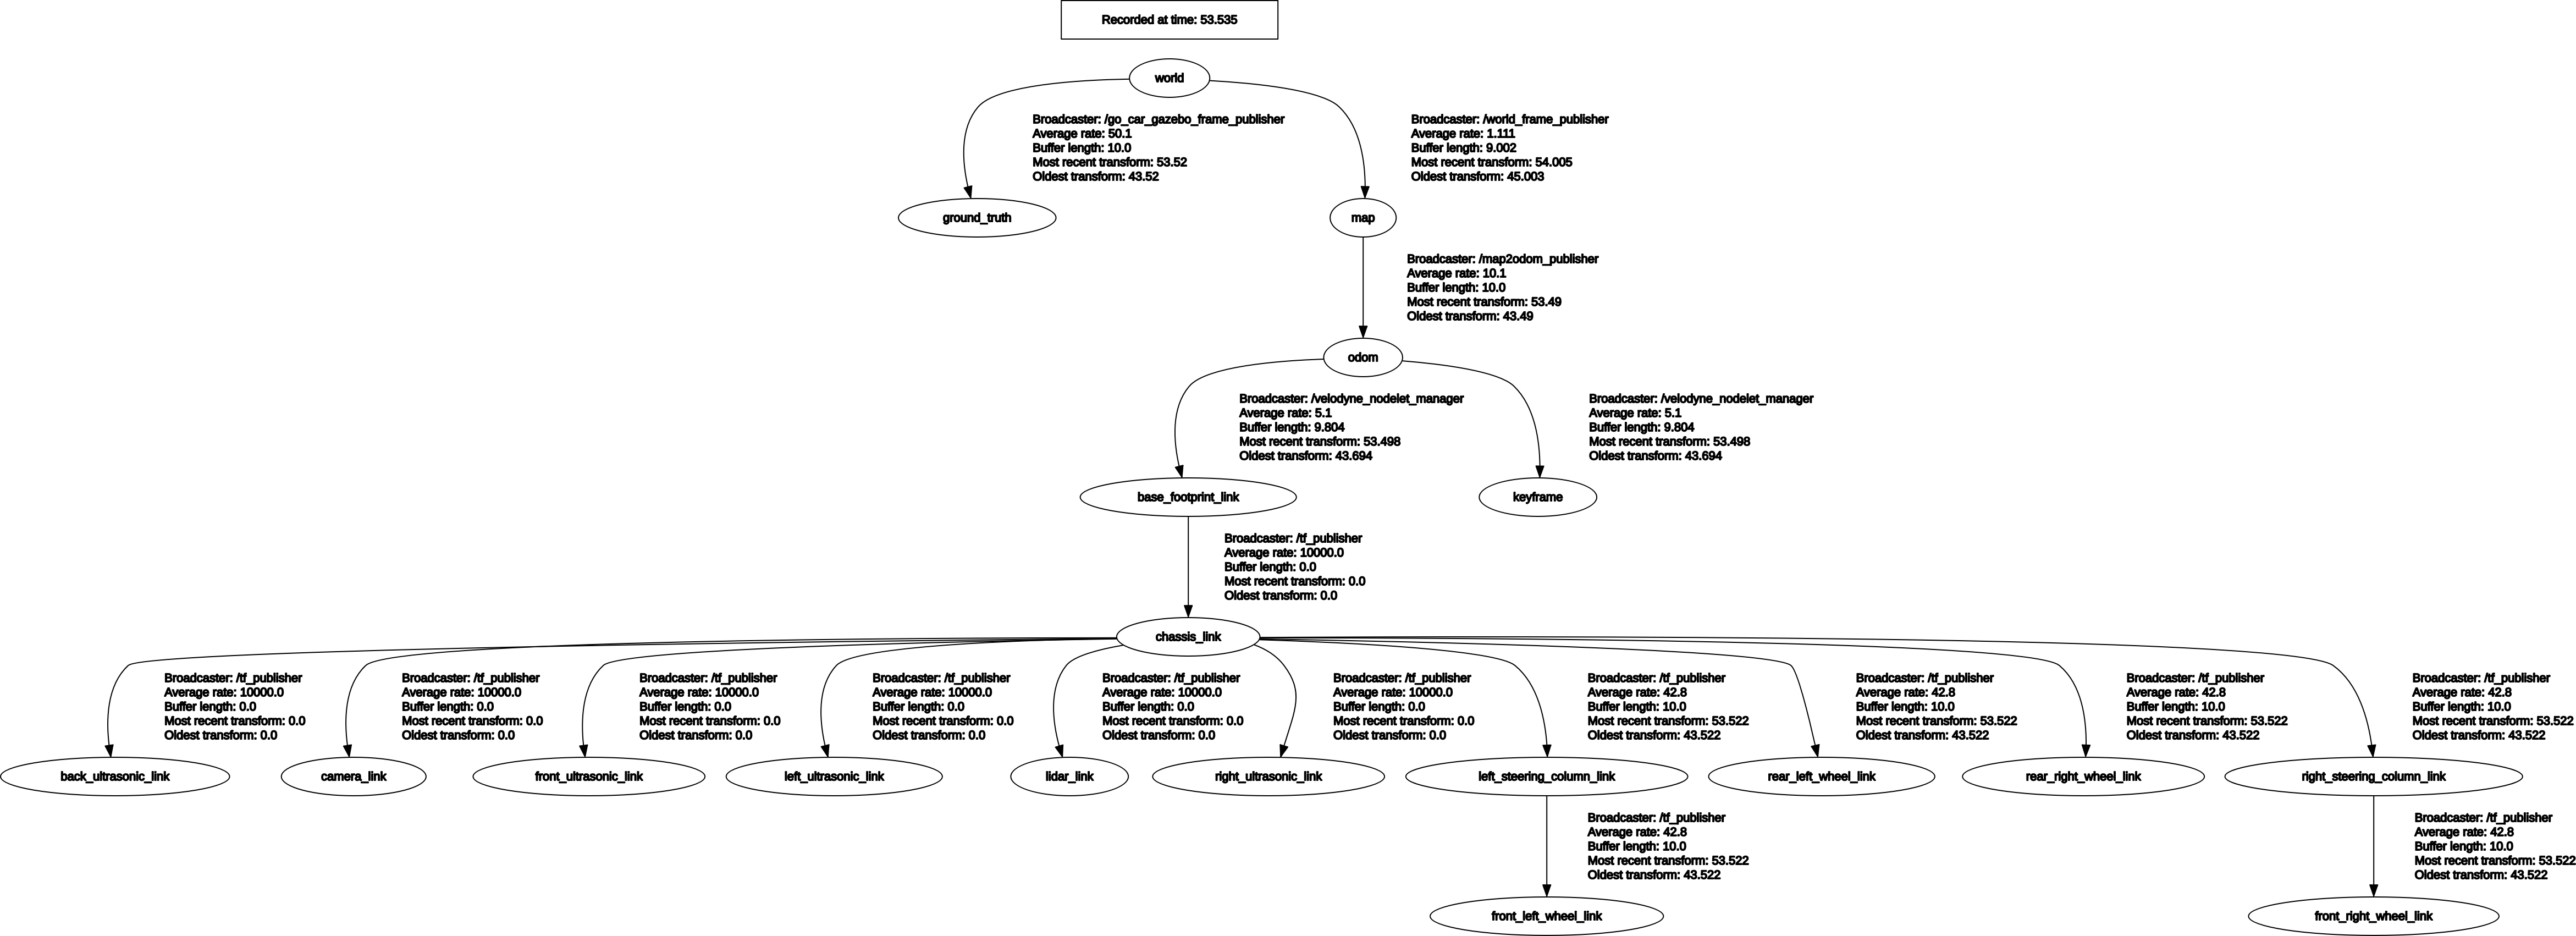 Recorded at time: 53.535
world
Broadcaster: /go_car_gazebo_frame_publisher
Average rate: 50.1
Buffer length: 10.0
Most recent transform: 53.52
Oldest transform: 43.52
Broadcaster: /world_frame_publisher
Average rate: 1.111
Buffer length: 9.002
Most recent transform: 54.005
Oldest transform: 45.003
ground_truth
map
Broadcaster: /map2odom_publisher
Average rate: 10.1
Buffer length: 10.0
Most recent transform: 53.49
Oldest transform: 43.49
odom
Broadcaster: /velodyne_nodelet_manager
Average rate: 5.1
Buffer length: 9.804
Most recent transform: 53.498
Oldest transform: 43.694
Broadcaster: /velodyne_nodelet_manager
Average rate: 5.1
Buffer length: 9.804
Most recent transform: 53.498
Oldest transform: 43.694
base_footprint_link
keyframe
Broadcaster: /tf_publisher
Average rate: 10000.0
Buffer length: 0.0
Most recent transform: 0.0
Oldest transform: 0.0
chassis_link
Broadcaster: /tf_publisher
Average rate: 10000.0
Buffer length: 0.0
Most recent transform: 0.0
Oldest transform: 0.0
Broadcaster: /tf_publisher
Average rate: 10000.0
Buffer length: 0.0
Most recent transform: 0.0
Oldest transform: 0.0
Broadcaster: /tf_publisher
Average rate: 10000.0
Buffer length: 0.0
Most recent transform: 0.0
Oldest transform: 0.0
Broadcaster: /tf_publisher
Average rate: 10000.0
Buffer length: 0.0
Most recent transform: 0.0
Oldest transform: 0.0
Broadcaster: /tf_publisher
Average rate: 10000.0
Buffer length: 0.0
Most recent transform: 0.0
Oldest transform: 0.0
Broadcaster: /tf_publisher
Average rate: 10000.0
Buffer length: 0.0
Most recent transform: 0.0
Oldest transform: 0.0
Broadcaster: /tf_publisher
Average rate: 42.8
Buffer length: 10.0
Most recent transform: 53.522
Oldest transform: 43.522
Broadcaster: /tf_publisher
Average rate: 42.8
Buffer length: 10.0
Most recent transform: 53.522
Oldest transform: 43.522
Broadcaster: /tf_publisher
Average rate: 42.8
Buffer length: 10.0
Most recent transform: 53.522
Oldest transform: 43.522
Broadcaster: /tf_publisher
Average rate: 42.8
Buffer length: 10.0
Most recent transform: 53.522
Oldest transform: 43.522
back_ultrasonic_link
camera_link
front_ultrasonic_link
left_ultrasonic_link
lidar_link
right_ultrasonic_link
left_steering_column_link
rear_left_wheel_link
rear_right_wheel_link
right_steering_column_link
Broadcaster: /tf_publisher
Average rate: 42.8
Buffer length: 10.0
Most recent transform: 53.522
Oldest transform: 43.522
Broadcaster: /tf_publisher
Average rate: 42.8
Buffer length: 10.0
Most recent transform: 53.522
Oldest transform: 43.522
front_left_wheel_link
front_right_wheel_link